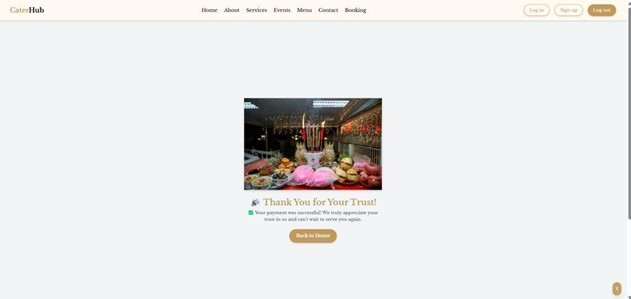 CaterHub
Home About Services Events Menu Contact Booking
Log in Sign up Log out
🎉 Thank You for Your Trust!
✅ Your payment was successful! We truly appreciate your
trust in us and can't wait to serve you again.
Back to Home